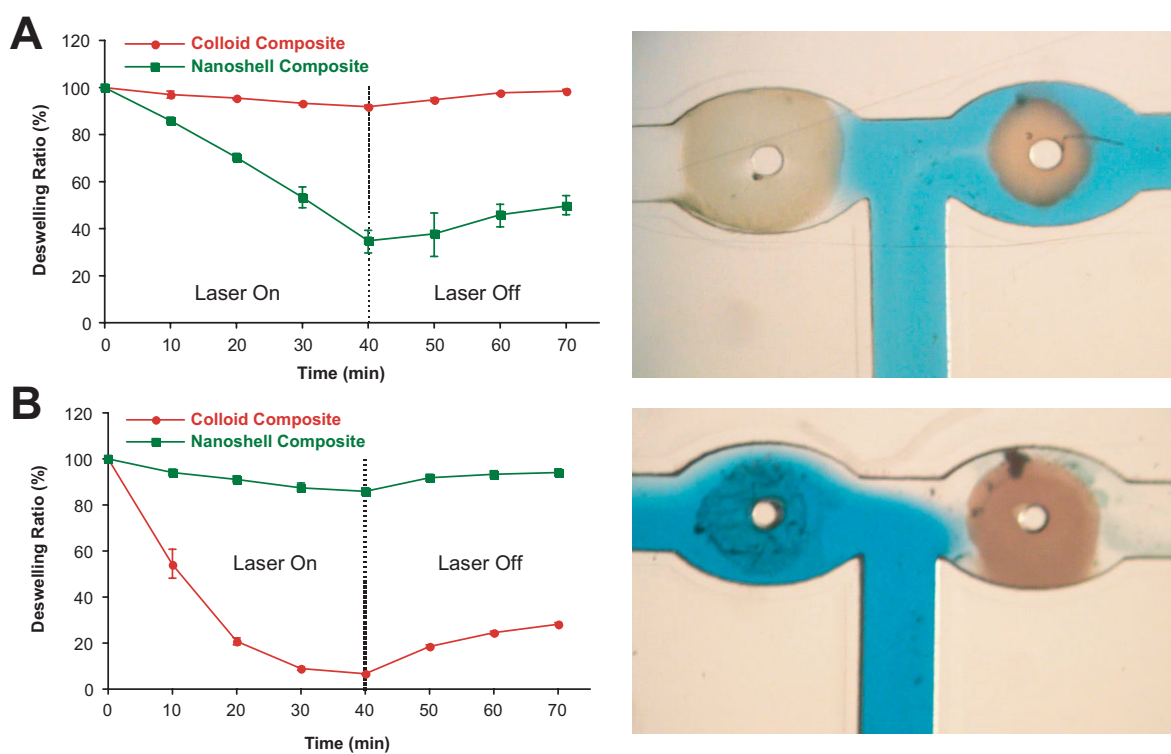 A
120
100
80
60
40
20
0
Deswelling Ratio (%)
Colloid Composite
Nanoshell Composite
Laser On
Laser Off
0 10 20 30 40 50 60 70
Time (min)
B
120
100
80
60
40
20
0
Deswelling Ratio (%)
Colloid Composite
Nanoshell Composite
Laser On
Laser Off
0 10 20 30 40 50 60 70
Time (min)